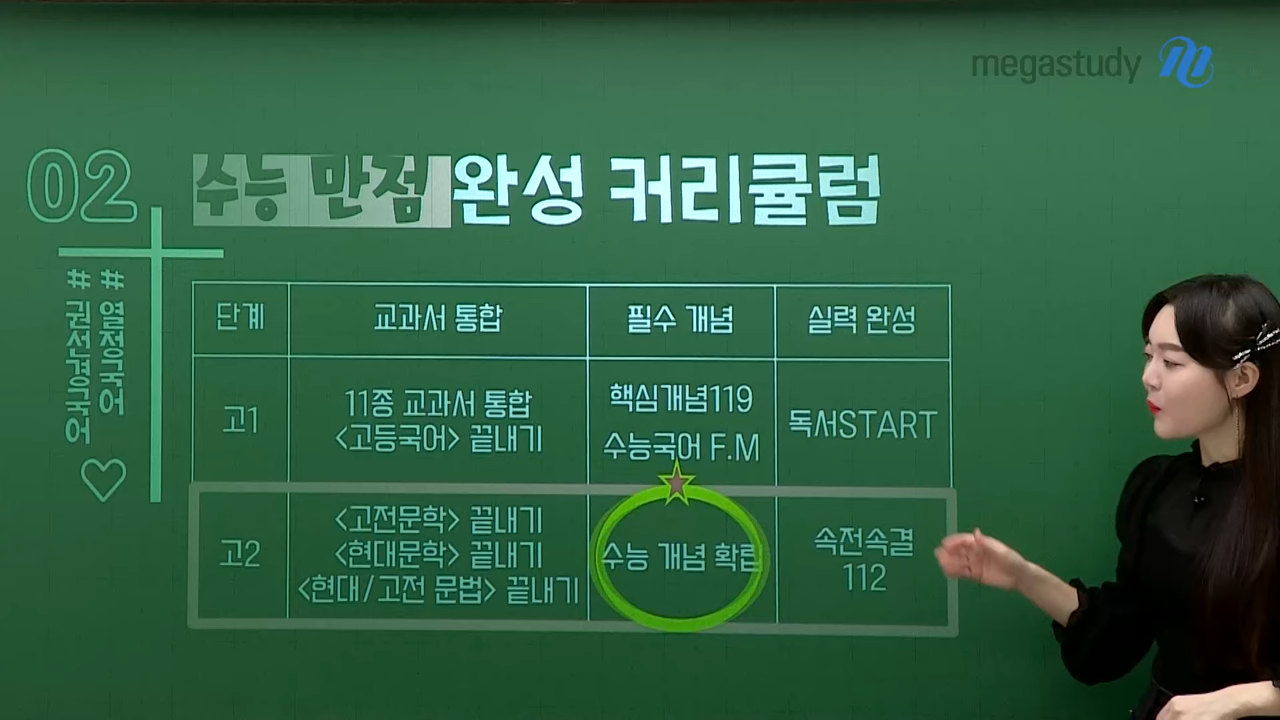 megastudy
02
수능 만점 완성 커리큘럼
#열정국어
#권선경국어
단계 교과서 통합 필수 개념 실력 완성
고1
11종 교과서 통합
<고등국어> 끝내기
핵심개념119
수능국어 F.M
독서START
고2
<고전문학> 끝내기
<현대문학> 끝내기
<현대/고전 문법> 끝내기
수능 개념 확립
속전속결
112